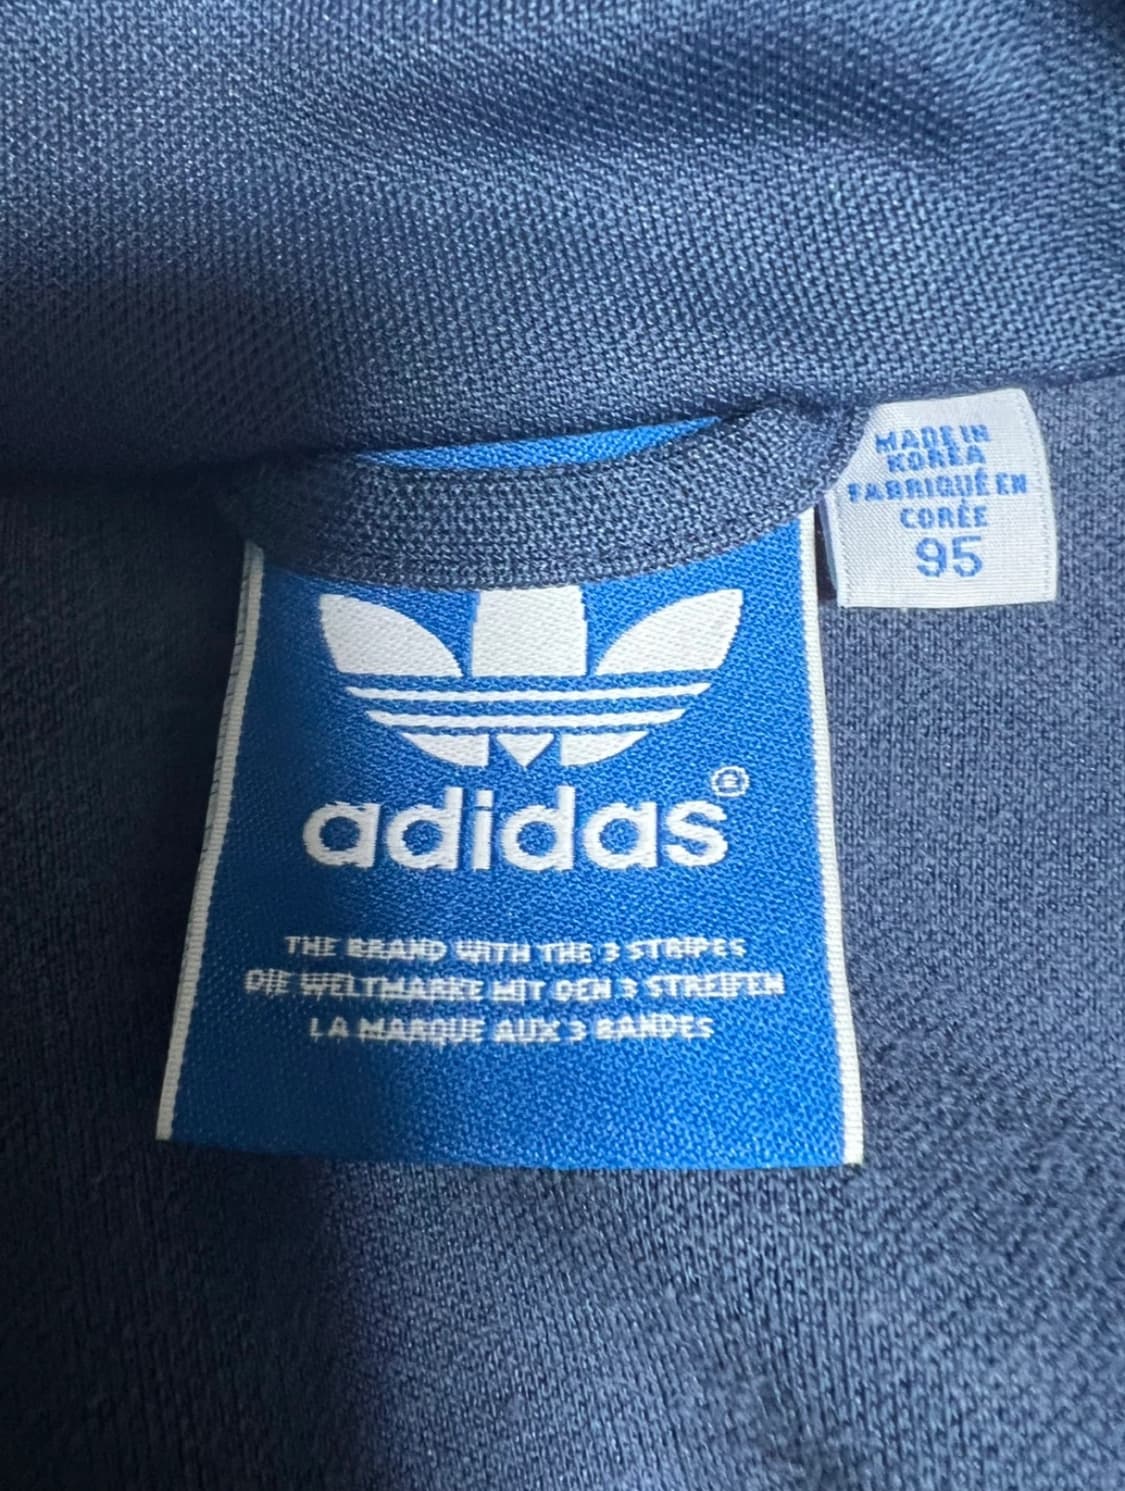 MADE IN
KOREA
FABRIQUÉ EN
CORÉE
95
adidas®
THE BRAND WITH THE 3 STRIPES
DIE WELTMARKE MIT DEN 3 STREIFEN
LA MARQUE AUX 3 BANDES